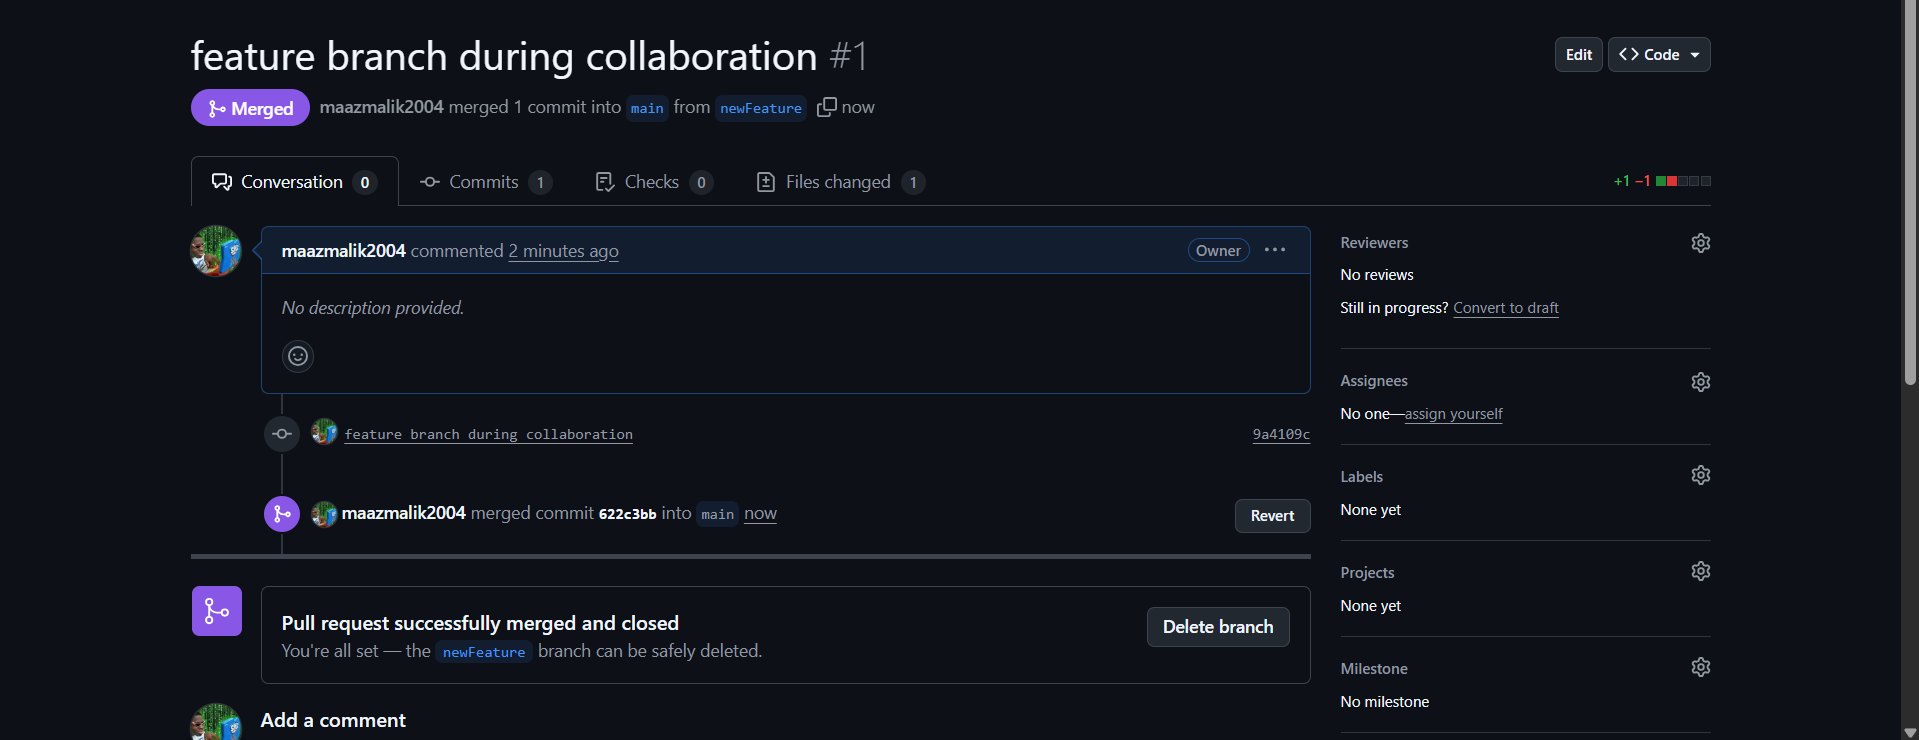 feature branch during collaboration #1
Edit
<> Code
Merged
maazmalik2004 merged 1 commit into main from newFeature now
Conversation 0
Commits 1
Checks 0
Files changed 1
+1 −1
maazmalik2004 commented 2 minutes ago
Owner
No description provided.
feature branch during collaboration
9a4109c
maazmalik2004 merged commit 622c3bb into main now
Revert
Pull request successfully merged and closed
You're all set — the newFeature branch can be safely deleted.
Delete branch
Add a comment
Reviewers
No reviews
Still in progress? Convert to draft
Assignees
No one—assign yourself
Labels
None yet
Projects
None yet
Milestone
No milestone